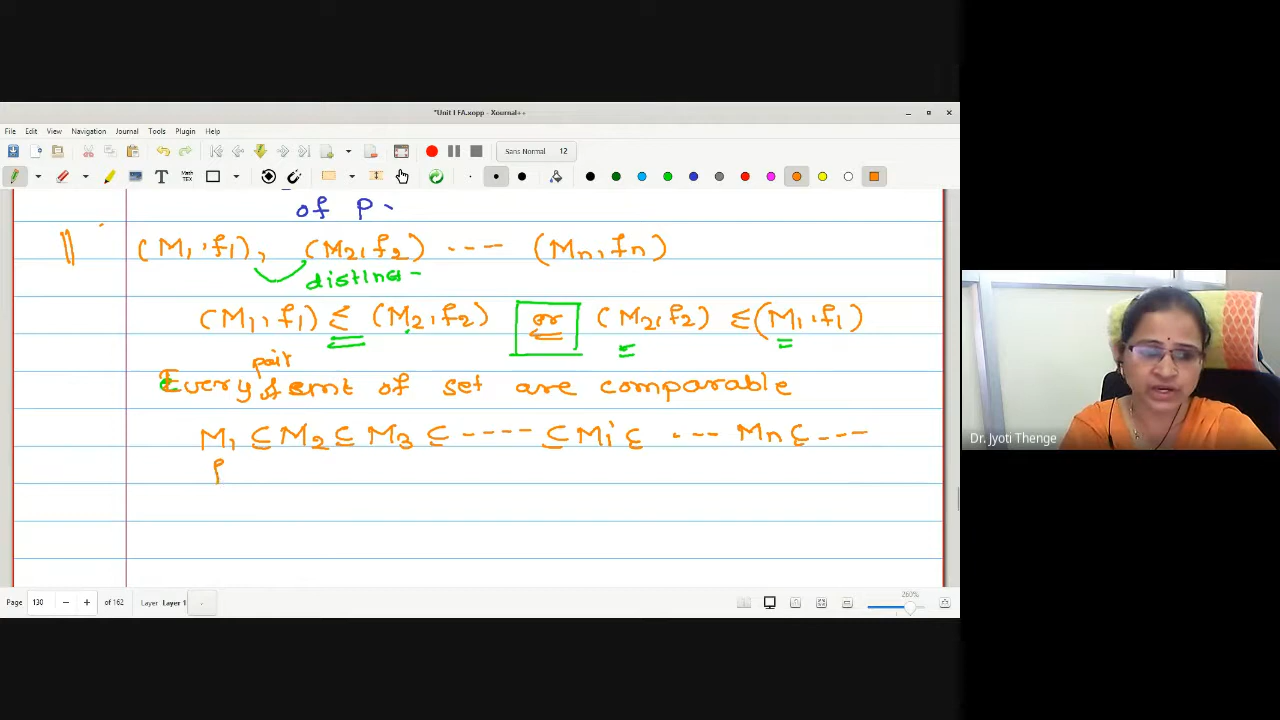 *Unit I FA.xopp - Xournal++
File Edit View Navigation Journal Tools Plugin Help
Sans Normal 12
of P
(M1, f1), (M2, f2) ---- (Mn, fn)
distinct
(M1, f1) ≤ (M2, f2) or (M2, f2) ≤ (M1, f1)
pair
Every of set are comparable
M1 ⊆ M2 ⊆ M3 ⊆ ---- ⊆ Mi ⊆ --- Mn ⊆ ---
Dr. Jyoti Thenge
Page 130 of 162 Layer Layer 1 260%